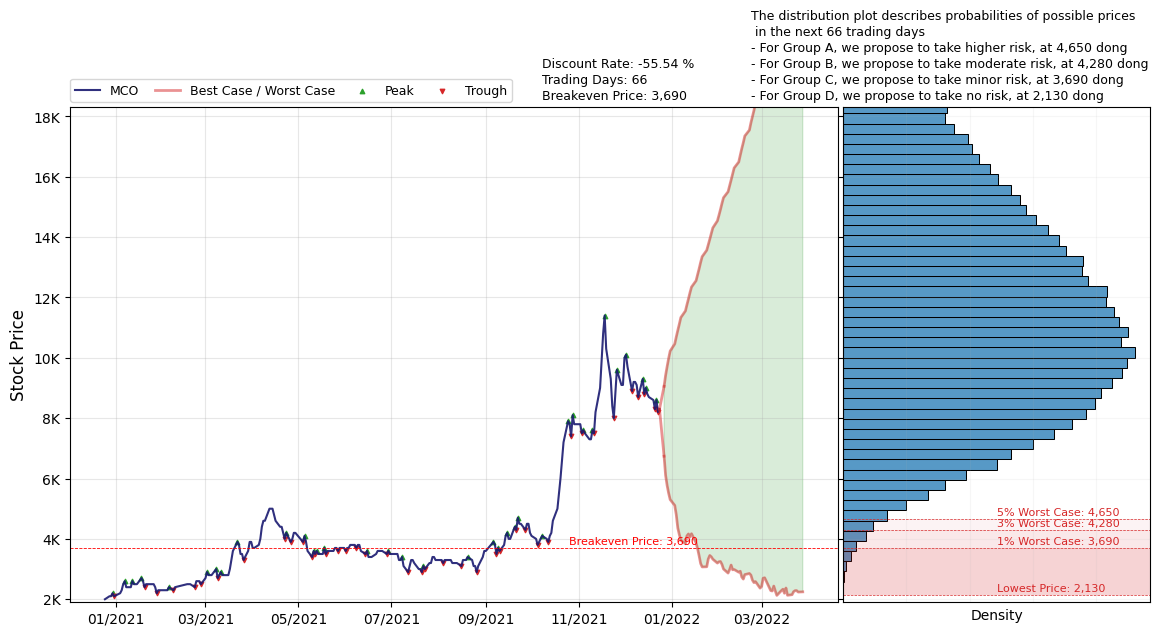 The distribution plot describes probabilities of possible prices
in the next 66 trading days
- For Group A, we propose to take higher risk, at 4,650 dong
- For Group B, we propose to take moderate risk, at 4,280 dong
- For Group C, we propose to take minor risk, at 3,690 dong
- For Group D, we propose to take no risk, at 2,130 dong
Discount Rate: -55.54 %
Trading Days: 66
Breakeven Price: 3,690
MCO
Best Case / Worst Case
Peak
Trough
Stock Price
18K
16K
14K
12K
10K
8K
6K
4K
2K
Breakeven Price: 3,690
01/2021
03/2021
05/2021
07/2021
09/2021
11/2021
01/2022
03/2022
5% Worst Case: 4,650
3% Worst Case: 4,280
1% Worst Case: 3,690
Lowest Price: 2,130
Density